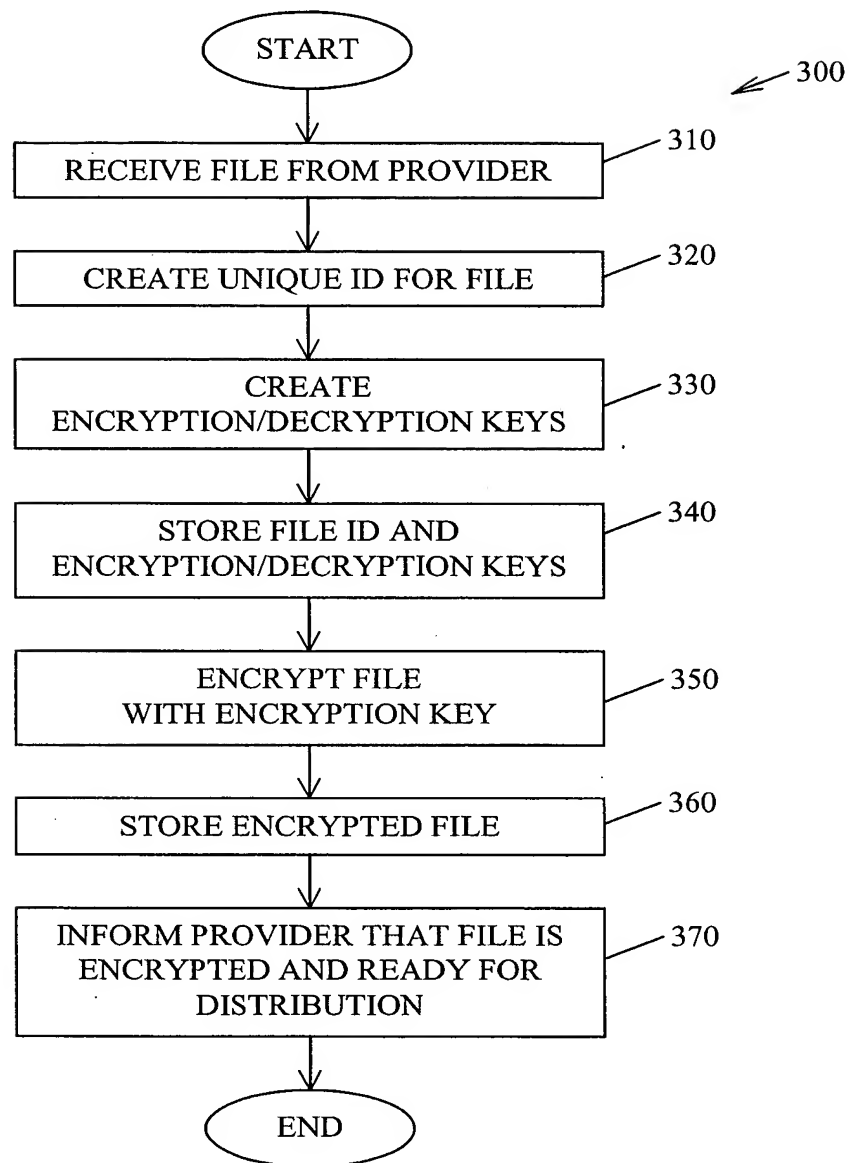 START
300
310
RECEIVE FILE FROM PROVIDER
320
CREATE UNIQUE ID FOR FILE
330
CREATE
ENCRYPTION/DECRYPTION KEYS
340
STORE FILE ID AND
ENCRYPTION/DECRYPTION KEYS
350
ENCRYPT FILE
WITH ENCRYPTION KEY
360
STORE ENCRYPTED FILE
370
INFORM PROVIDER THAT FILE IS
ENCRYPTED AND READY FOR
DISTRIBUTION
END